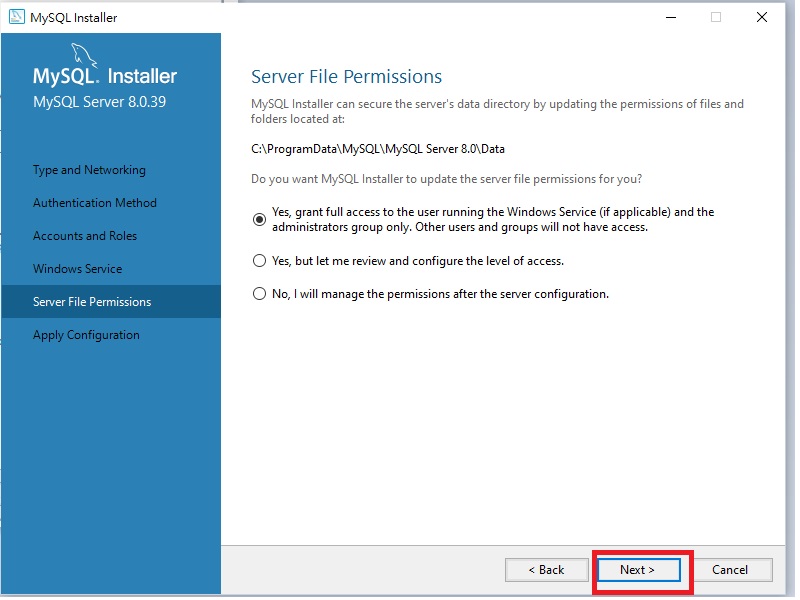 MySQL Installer
MySQL. Installer
MySQL Server 8.0.39
Type and Networking
Authentication Method
Accounts and Roles
Windows Service
Server File Permissions
Apply Configuration
Server File Permissions
MySQL Installer can secure the server's data directory by updating the permissions of files and
folders located at:
C:\ProgramData\MySQL\MySQL Server 8.0\Data
Do you want MySQL Installer to update the server file permissions for you?
Yes, grant full access to the user running the Windows Service (if applicable) and the
administrators group only. Other users and groups will not have access.
Yes, but let me review and configure the level of access.
No, I will manage the permissions after the server configuration.
< Back
Next >
Cancel